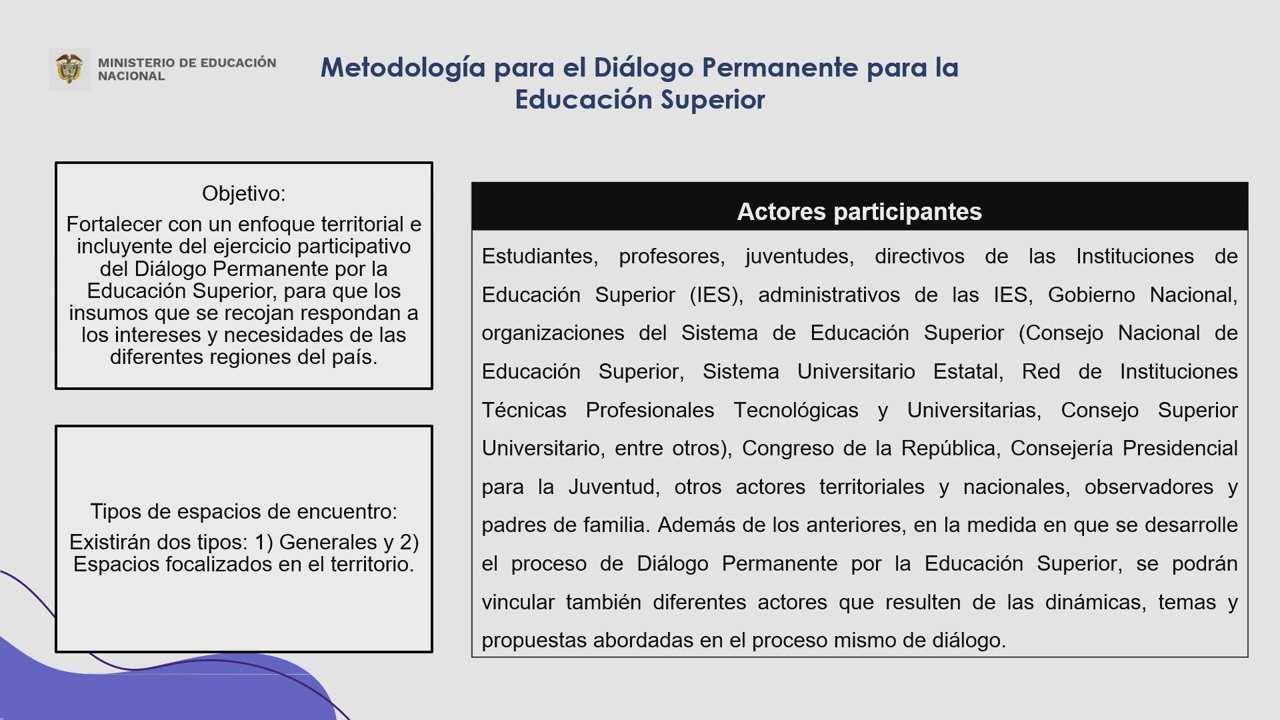 MINISTERIO DE EDUCACIÓN
NACIONAL
Metodología para el Diálogo Permanente para la
Educación Superior
Objetivo:
Fortalecer con un enfoque territorial e
incluyente del ejercicio participativo
del Diálogo Permanente por la
Educación Superior, para que los
insumos que se recojan respondan a
los intereses y necesidades de las
diferentes regiones del país.
Tipos de espacios de encuentro:
Existirán dos tipos: 1) Generales y 2)
Espacios focalizados en el territorio.
Actores participantes
Estudiantes, profesores, juventudes, directivos de las Instituciones de
Educación Superior (IES), administrativos de las IES, Gobierno Nacional,
organizaciones del Sistema de Educación Superior (Consejo Nacional de
Educación Superior, Sistema Universitario Estatal, Red de Instituciones
Técnicas Profesionales Tecnológicas y Universitarias, Consejo Superior
Universitario, entre otros), Congreso de la República, Consejería Presidencial
para la Juventud, otros actores territoriales y nacionales, observadores y
padres de familia. Además de los anteriores, en la medida en que se desarrolle
el proceso de Diálogo Permanente por la Educación Superior, se podrán
vincular también diferentes actores que resulten de las dinámicas, temas y
propuestas abordadas en el proceso mismo de diálogo.